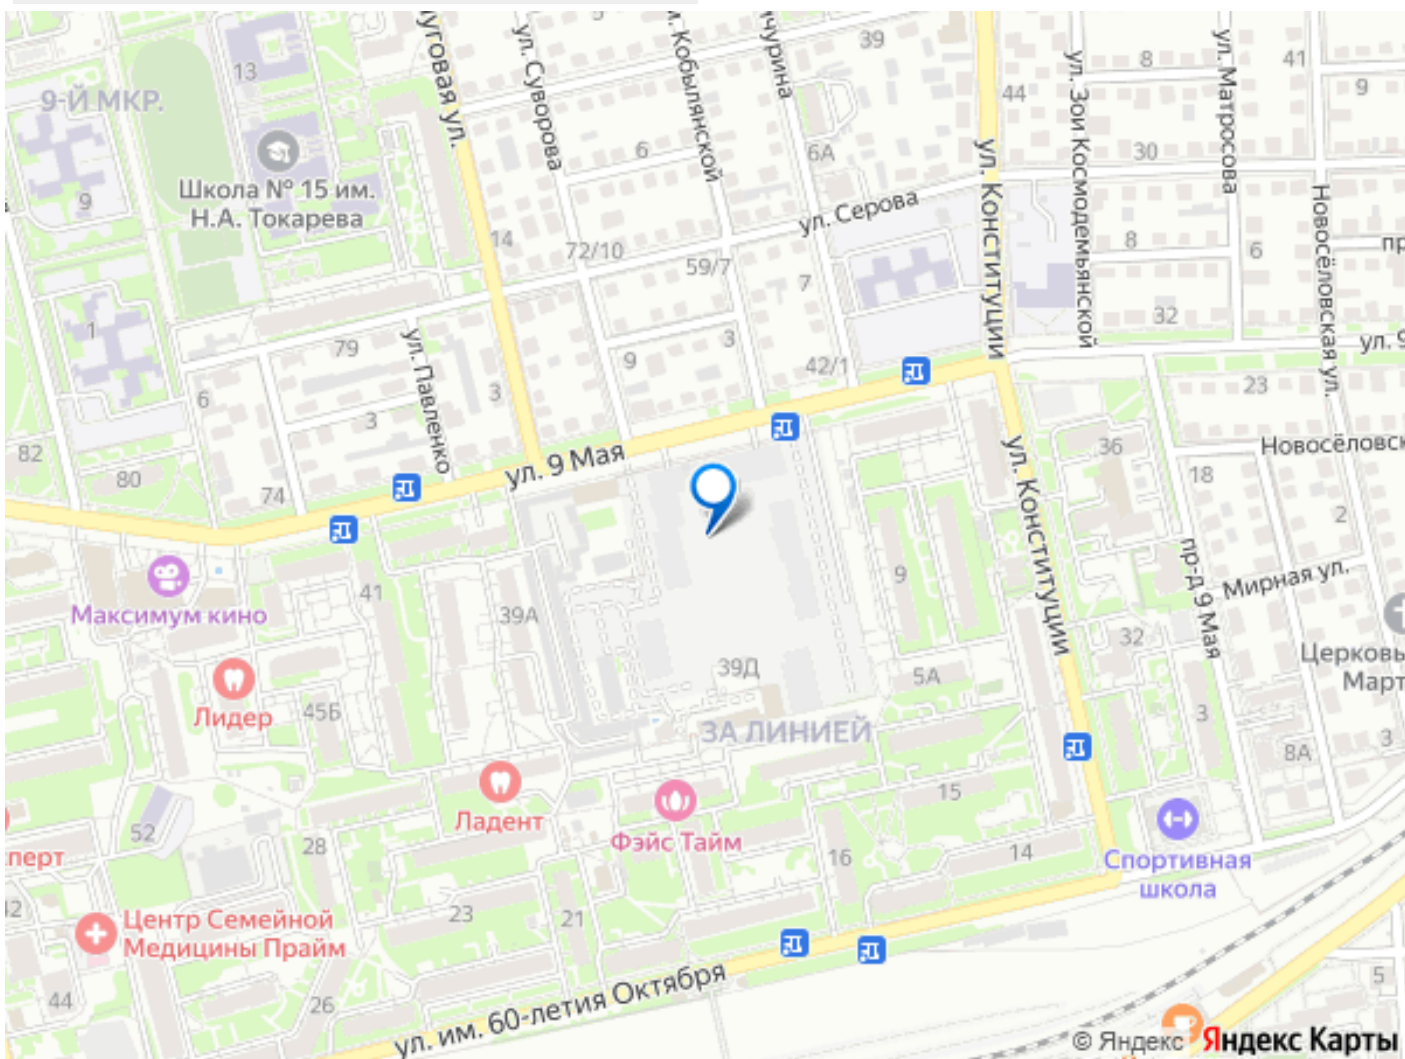 39
41
8
9
13
44
9-Й МКР.
уговая ул.
ул. Суворова
. Кобылянской
чурина
ул. Конституции
ул. Зои Космодемьянской
ул. Матросова
Новосёловская ул.
6
6А
30
Школа № 15 им.
Н.А. Токарева
9
ул. Серова
14
72/10
59/7
7
8
6
пр
1
32
79
ул. Павленко
9
3
42/1
ул. 9
6
3
3
23
82
80
74
ул. 9 Мая
36
18
Новосёловск
ул. Конституции
2
Максимум кино
41
39А
9
пр-д 9 Мая
Мирная ул.
32
Церковь
Март
39Д
5А
Лидер
45Б
ЗА ЛИНИЕЙ
3
8А
3
Ладент
Фэйс Тайм
15
52
28
16
14
Спортивная
школа
перт
42
Центр Семейной
Медицины Прайм
23
21
44
26
ул. им. 60-летия Октября
5
© Яндекс Яндекс Карты